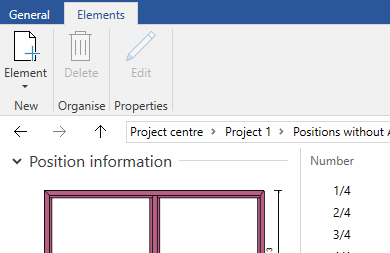 General Elements
Element Delete Edit
New Organise Properties
Project centre Project 1 Positions without
Position information Number
1/4
2/4
3/4